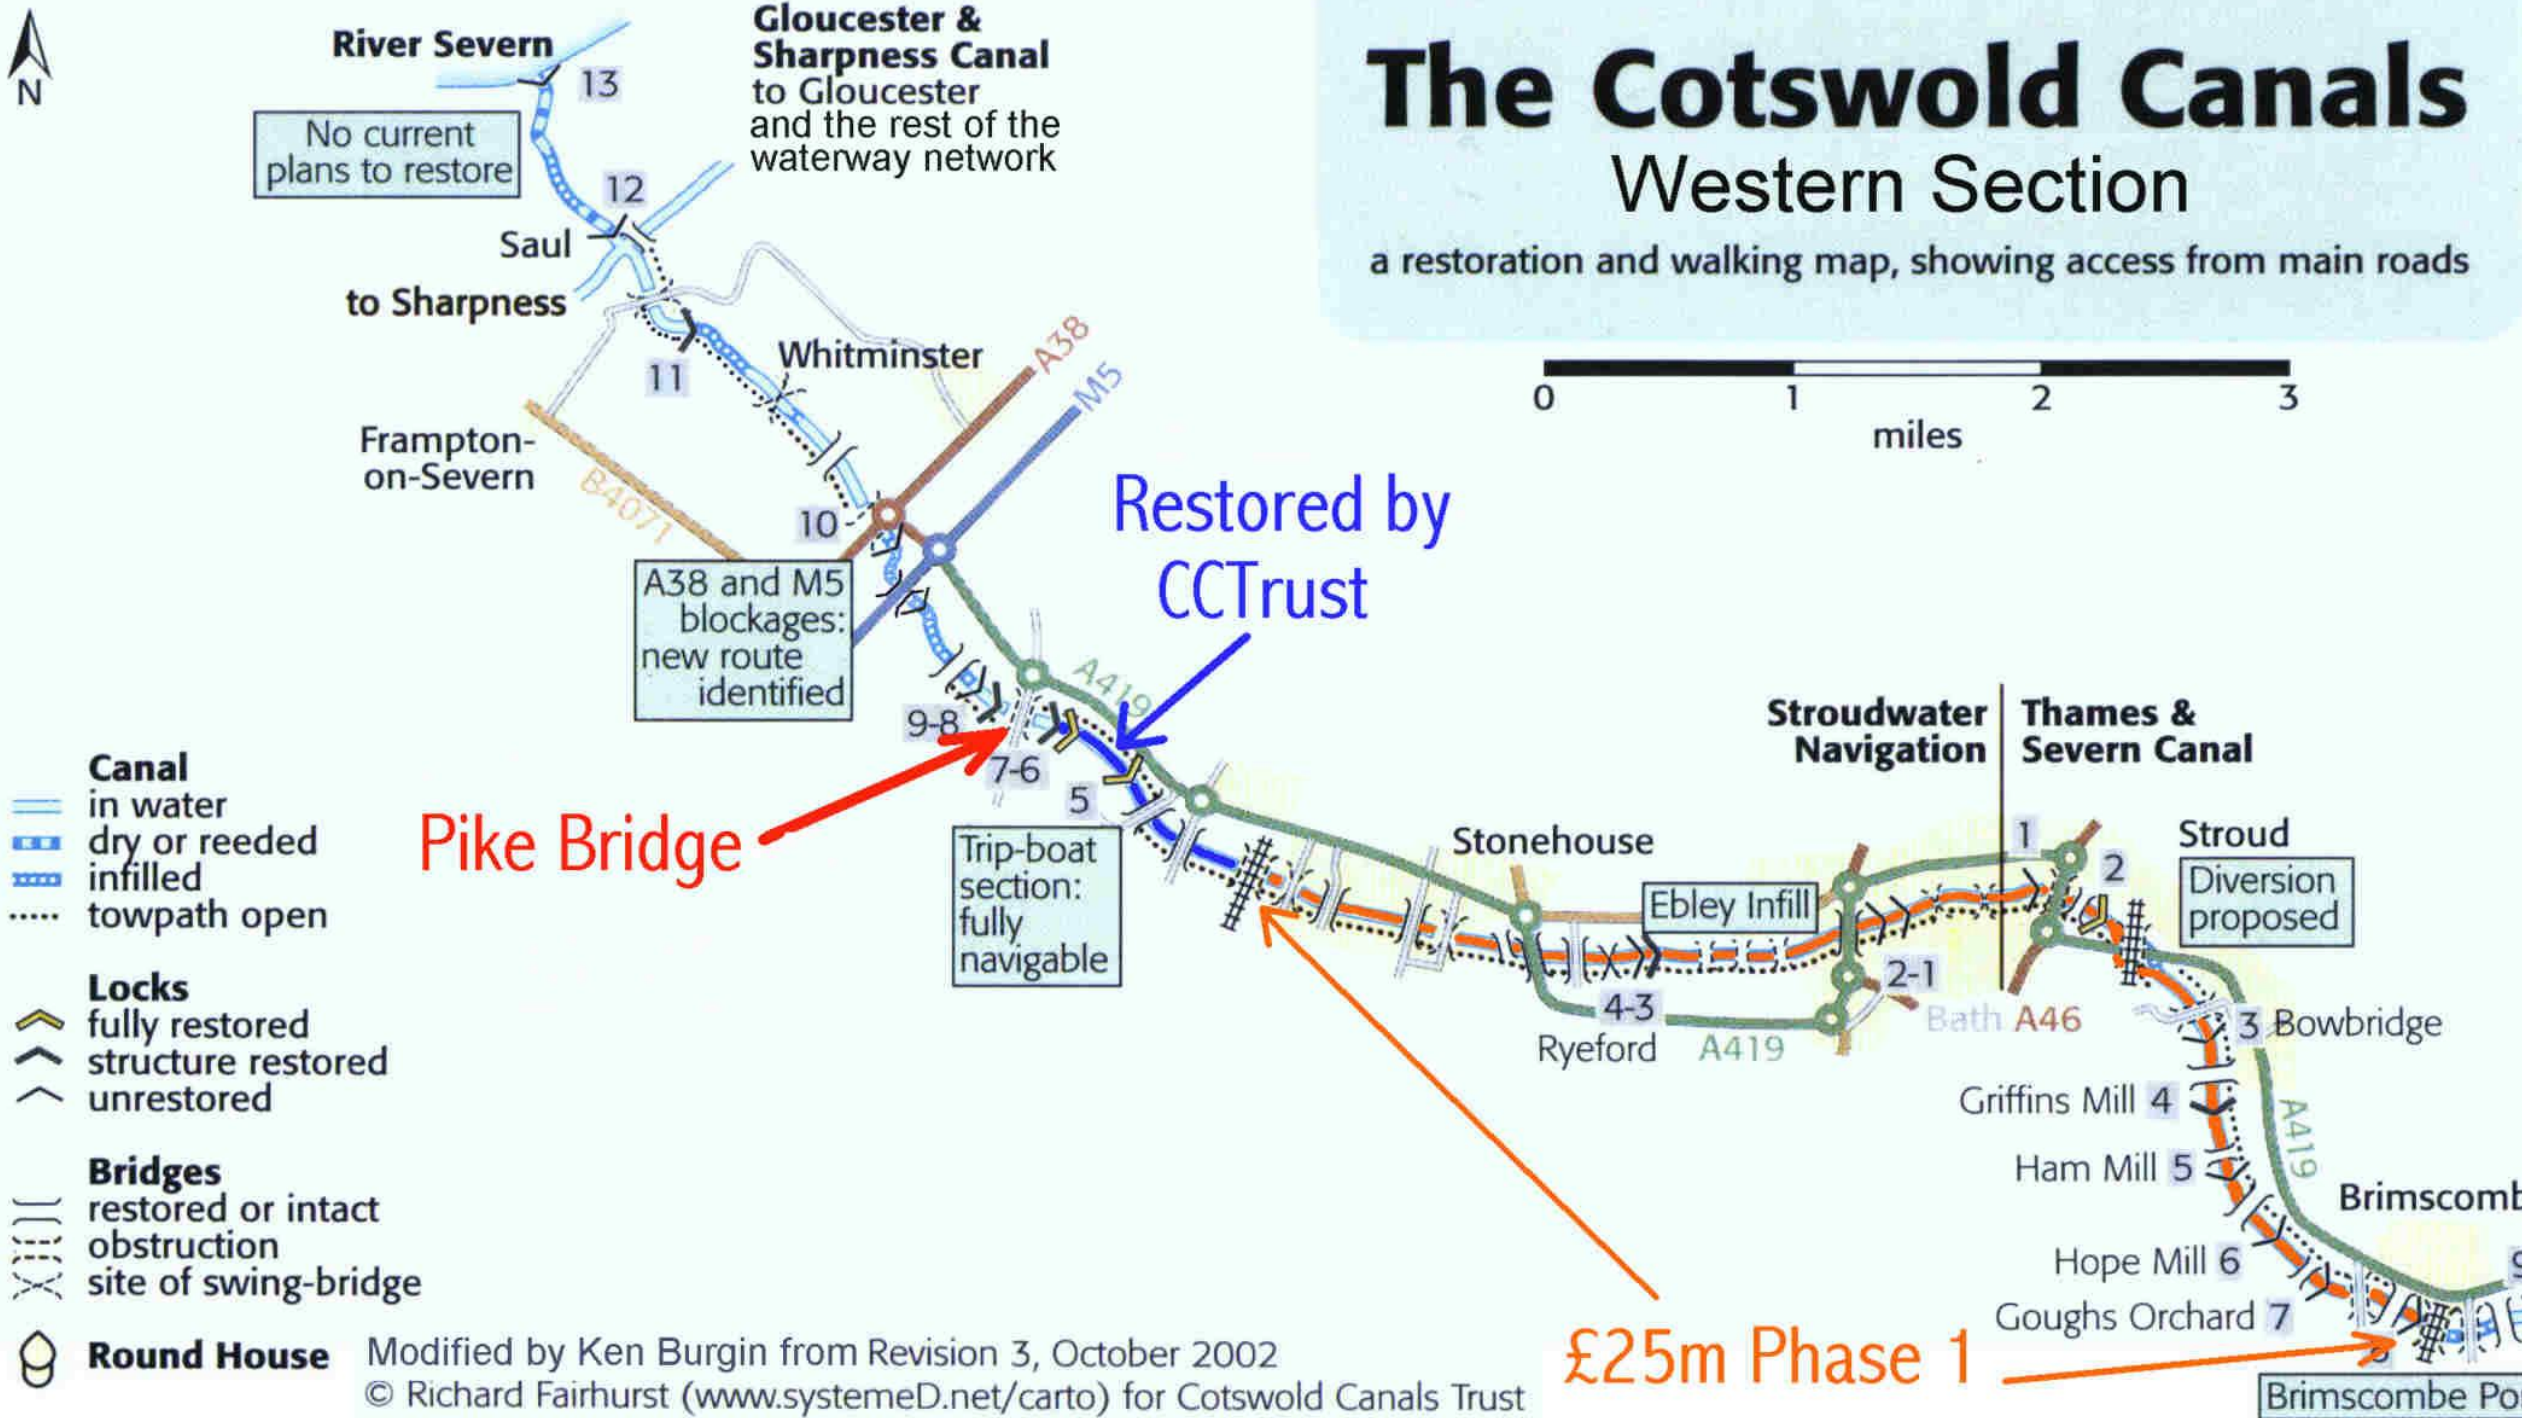 N
River Severn
13
No current
plans to restore
12
Gloucester &
Sharpness Canal
to Gloucester
and the rest of the
waterway network
The Cotswold Canals
Western Section
a restoration and walking map, showing access from main roads
0
1
2
3
miles
Saul
to Sharpness
11
Whitminster
A38
M5
Frampton-
on-Severn
B4071
10
A38 and M5
blockages:
new route
identified
Restored by
CCTrust
A419
9-8
7-6
5
Pike Bridge
Trip-boat
section:
fully
navigable
Stroudwater
Navigation
Thames &
Severn Canal
Stonehouse
Ebley Infill
1
2
Stroud
Diversion
proposed
4-3
2-1
Ryeford
A419
Bath A46
3 Bowbridge
Griffins Mill 4
A419
Ham Mill 5
Brimscomb
Hope Mill 6
9
Goughs Orchard 7
8
£25m Phase 1
Brimscombe Po
Canal
in water
dry or reeded
infilled
towpath open
Locks
fully restored
structure restored
unrestored
Bridges
restored or intact
obstruction
site of swing-bridge
Round House
Modified by Ken Burgin from Revision 3, October 2002
© Richard Fairhurst (www.systemeD.net/carto) for Cotswold Canals Trust